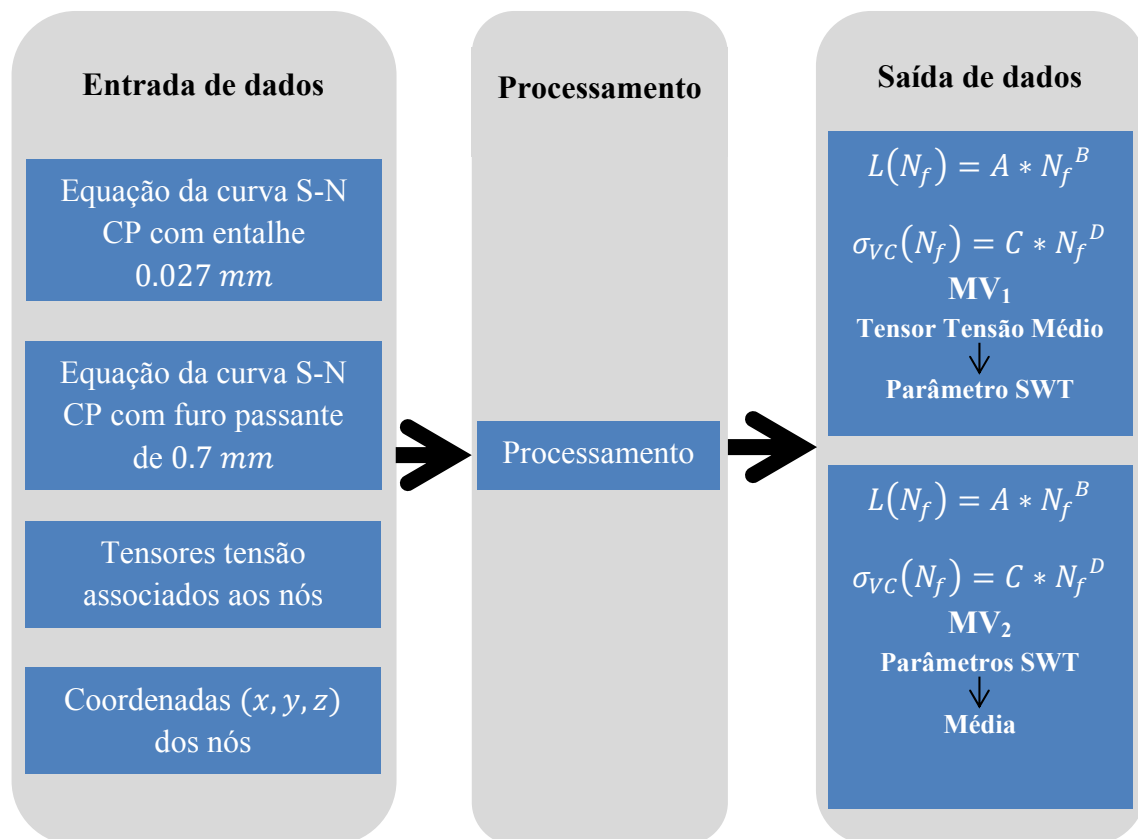 Entrada de dados
Equação da curva S-N
CP com entalhe
0.027 mm
Equação da curva S-N
CP com furo passante
de 0.7 mm
Tensores tensão
associados aos nós
Coordenadas (x, y, z)
dos nós
Processamento
Processamento
Saída de dados
L(N_f) = A * N_f^B
σ_VC(N_f) = C * N_f^D
MV₁
Tensor Tensão Médio
Parâmetro SWT
L(N_f) = A * N_f^B
σ_VC(N_f) = C * N_f^D
MV₂
Parâmetros SWT
Média